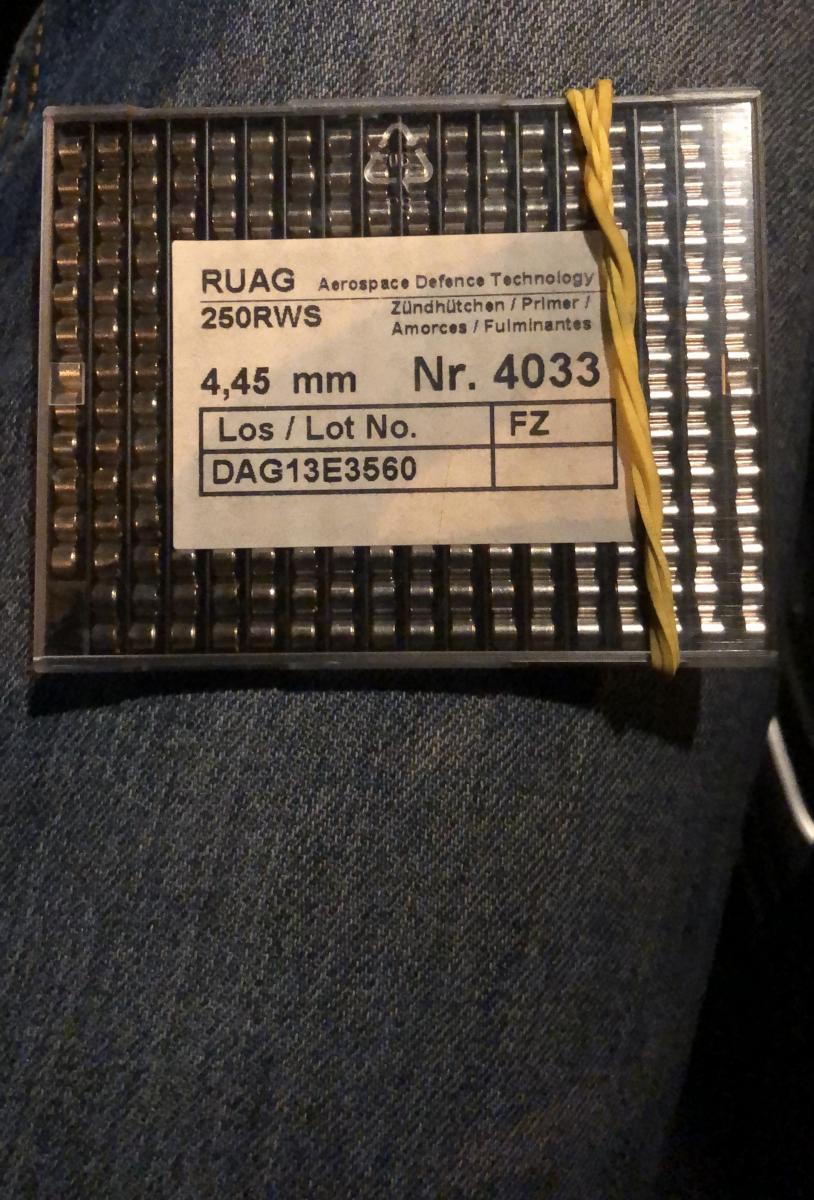 RUAG Aerospace Defence Technology
250RWS Zündhütchen / Primer /
Amorces / Fulminantes
4,45 mm Nr. 4033
Los / Lot No. FZ
DAG13E3560